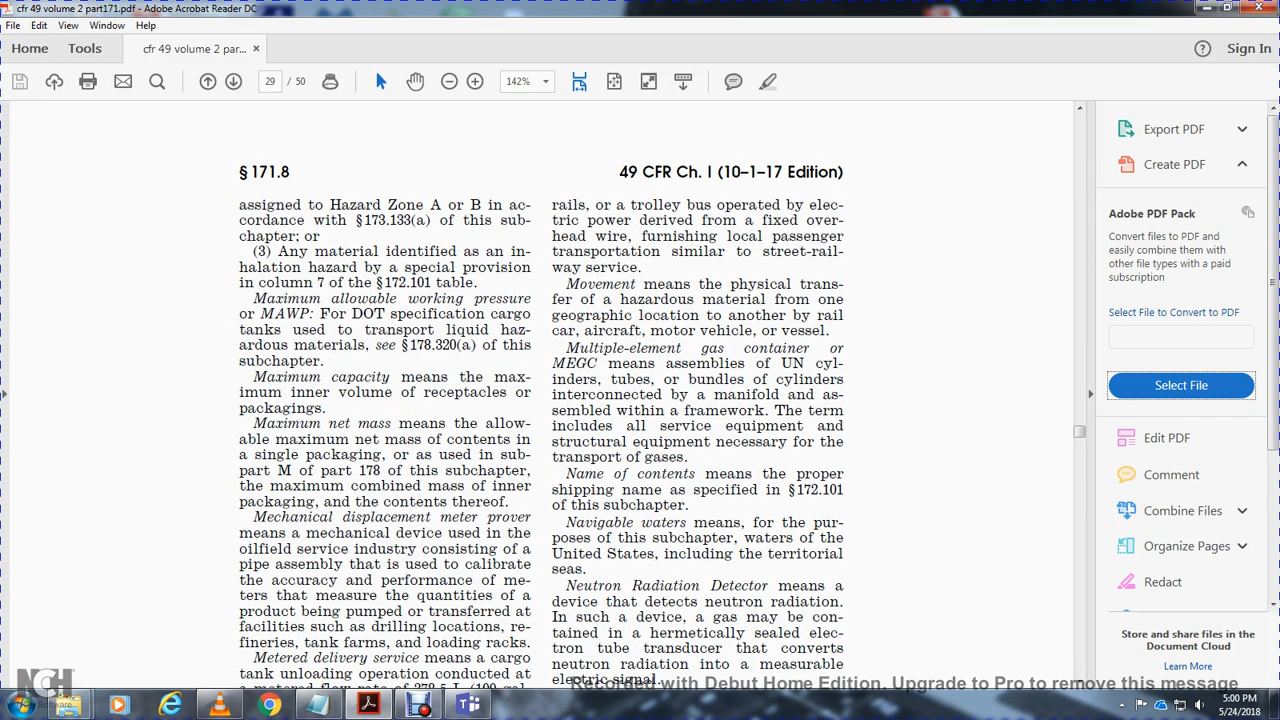 cfr 49 volume 2 part171.pdf - Adobe Acrobat Reader DC
File Edit View Window Help
Home Tools cfr 49 volume 2 par... × Sign In
29 / 50 142%
§ 171.8
49 CFR Ch. I (10–1–17 Edition)
assigned to Hazard Zone A or B in ac-
cordance with §173.133(a) of this sub-
chapter; or
(3) Any material identified as an in-
halation hazard by a special provision
in column 7 of the §172.101 table.
Maximum allowable working pressure
or MAWP: For DOT specification cargo
tanks used to transport liquid haz-
ardous materials, see §178.320(a) of this
subchapter.
Maximum capacity means the max-
imum inner volume of receptacles or
packagings.
Maximum net mass means the allow-
able maximum net mass of contents in
a single packaging, or as used in sub-
part M of part 178 of this subchapter,
the maximum combined mass of inner
packaging, and the contents thereof.
Mechanical displacement meter prover
means a mechanical device used in the
oilfield service industry consisting of a
pipe assembly that is used to calibrate
the accuracy and performance of me-
ters that measure the quantities of a
product being pumped or transferred at
facilities such as drilling locations, re-
fineries, tank farms, and loading racks.
Metered delivery service means a cargo
tank unloading operation conducted at
rails, or a trolley bus operated by elec-
tric power derived from a fixed over-
head wire, furnishing local passenger
transportation similar to street-rail-
way service.
Movement means the physical trans-
fer of a hazardous material from one
geographic location to another by rail
car, aircraft, motor vehicle, or vessel.
Multiple-element gas container or
MEGC means assemblies of UN cyl-
inders, tubes, or bundles of cylinders
interconnected by a manifold and as-
sembled within a framework. The term
includes all service equipment and
structural equipment necessary for the
transport of gases.
Name of contents means the proper
shipping name as specified in §172.101
of this subchapter.
Navigable waters means, for the pur-
poses of this subchapter, waters of the
United States, including the territorial
seas.
Neutron Radiation Detector means a
device that detects neutron radiation.
In such a device, a gas may be con-
tained in a hermetically sealed elec-
tron tube transducer that converts
neutron radiation into a measurable
electric signal.
Export PDF
Create PDF
Adobe PDF Pack
Convert files to PDF and
easily combine them with
other file types with a paid
subscription
Select File to Convert to PDF
Select File
Edit PDF
Comment
Combine Files
Organize Pages
Redact
Store and share files in the
Document Cloud
Learn More
NCH Software
Recorded with Debut Home Edition. Upgrade to Pro to remove this message
5:00 PM
5/24/2018